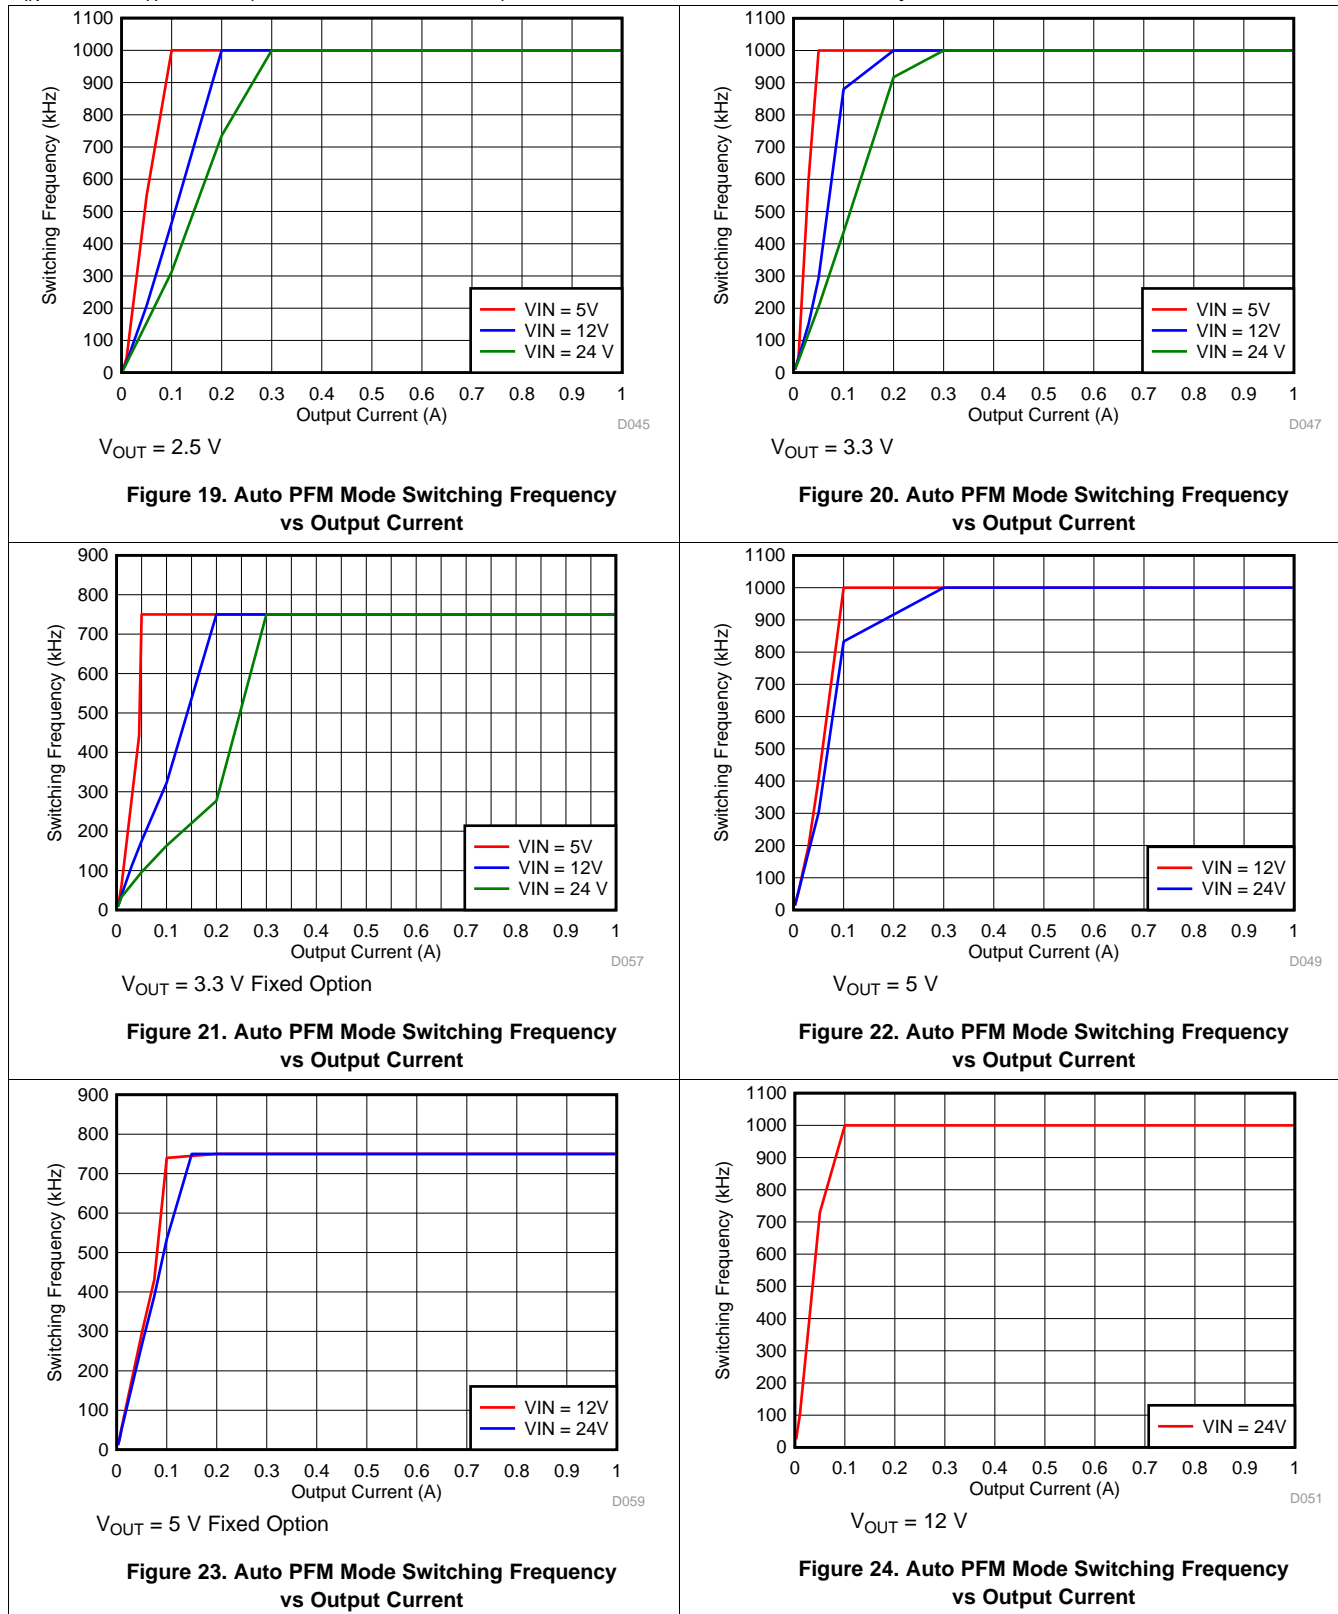 1100
1000
900
800
700
600
500
400
300
200
100
0
Switching Frequency (kHz)
VIN = 5V
VIN = 12V
VIN = 24 V
0 0.1 0.2 0.3 0.4 0.5 0.6 0.7 0.8 0.9 1
Output Current (A)
D045
VOUT = 2.5 V
Figure 19. Auto PFM Mode Switching Frequency
vs Output Current
1100
1000
900
800
700
600
500
400
300
200
100
0
Switching Frequency (kHz)
VIN = 5V
VIN = 12V
VIN = 24 V
0 0.1 0.2 0.3 0.4 0.5 0.6 0.7 0.8 0.9 1
Output Current (A)
D047
VOUT = 3.3 V
Figure 20. Auto PFM Mode Switching Frequency
vs Output Current
900
800
700
600
500
400
300
200
100
0
Switching Frequency (kHz)
VIN = 5V
VIN = 12V
VIN = 24 V
0 0.1 0.2 0.3 0.4 0.5 0.6 0.7 0.8 0.9 1
Output Current (A)
D057
VOUT = 3.3 V Fixed Option
Figure 21. Auto PFM Mode Switching Frequency
vs Output Current
1100
1000
900
800
700
600
500
400
300
200
100
0
Switching Frequency (kHz)
VIN = 12V
VIN = 24V
0 0.1 0.2 0.3 0.4 0.5 0.6 0.7 0.8 0.9 1
Output Current (A)
D049
VOUT = 5 V
Figure 22. Auto PFM Mode Switching Frequency
vs Output Current
900
800
700
600
500
400
300
200
100
0
Switching Frequency (kHz)
VIN = 12V
VIN = 24V
0 0.1 0.2 0.3 0.4 0.5 0.6 0.7 0.8 0.9 1
Output Current (A)
D059
VOUT = 5 V Fixed Option
Figure 23. Auto PFM Mode Switching Frequency
vs Output Current
1100
1000
900
800
700
600
500
400
300
200
100
0
Switching Frequency (kHz)
VIN = 24V
0 0.1 0.2 0.3 0.4 0.5 0.6 0.7 0.8 0.9 1
Output Current (A)
D051
VOUT = 12 V
Figure 24. Auto PFM Mode Switching Frequency
vs Output Current